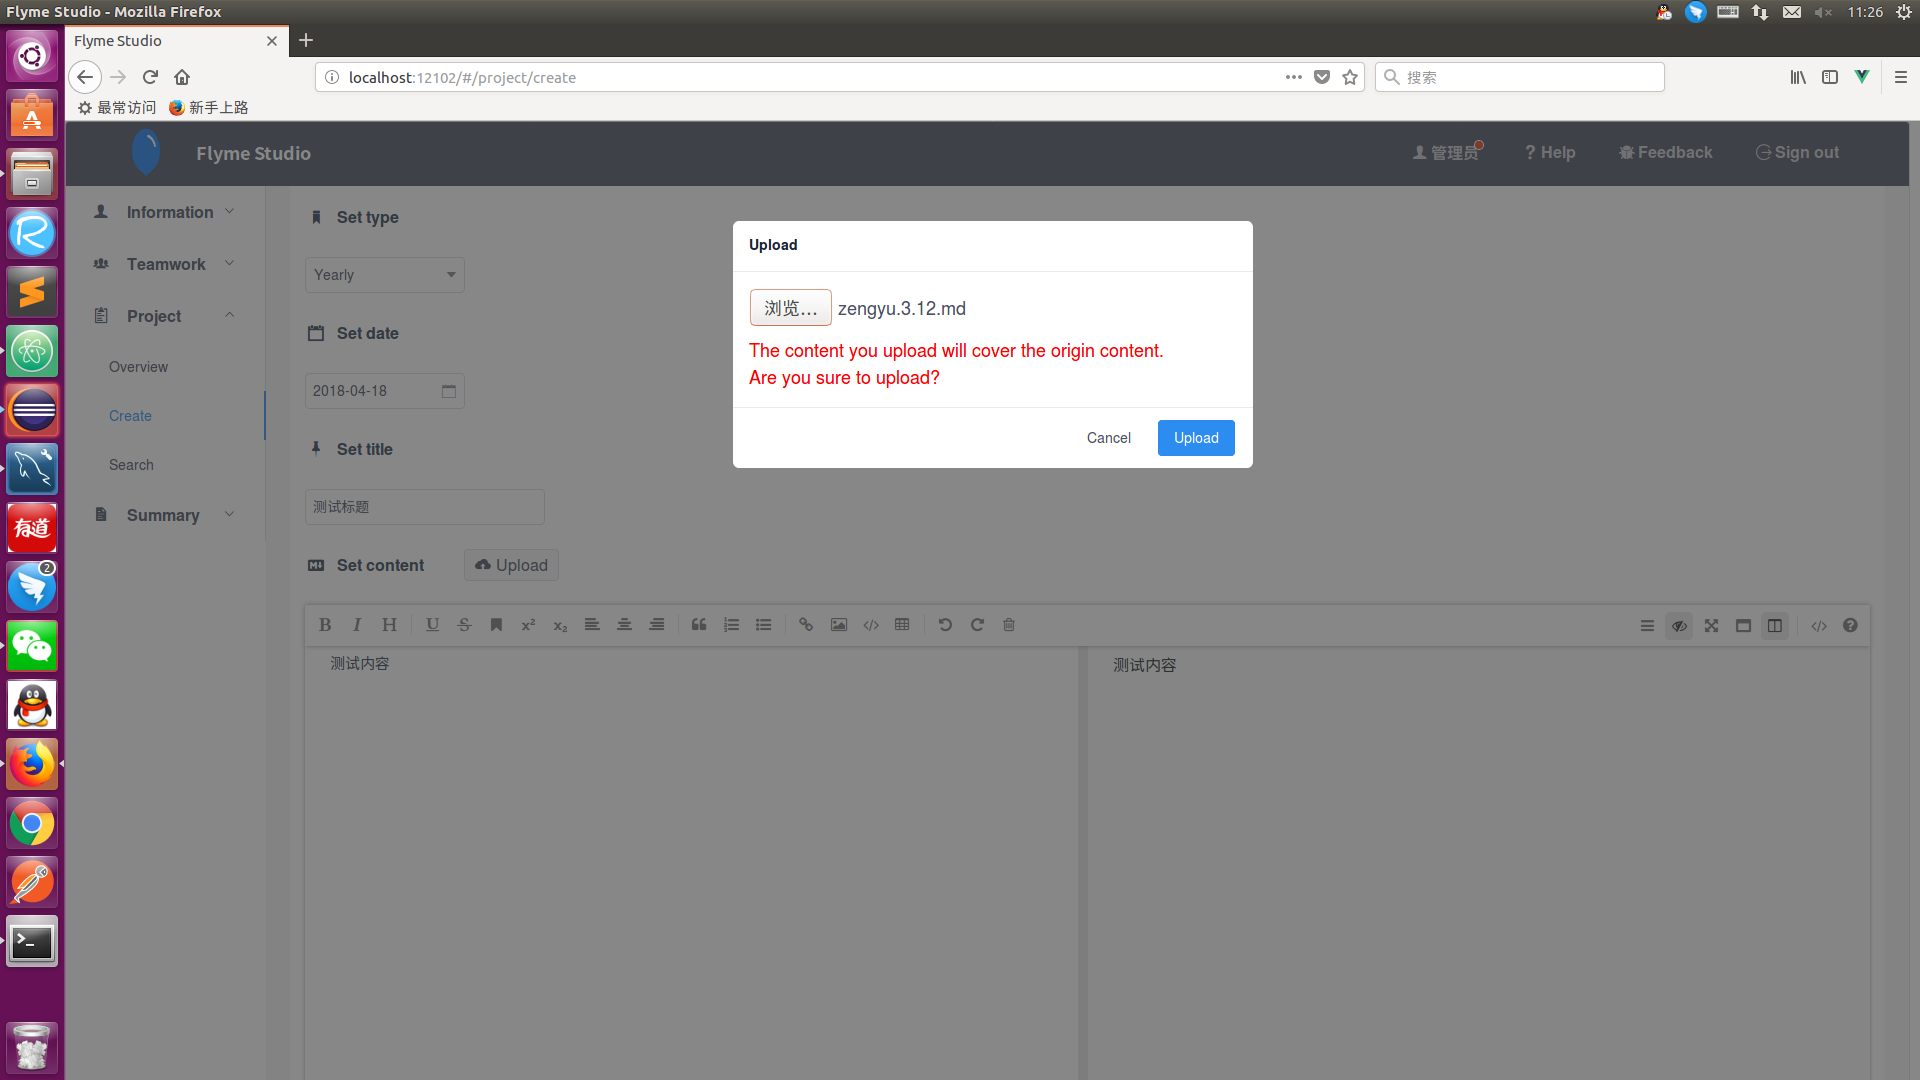 Flyme Studio - Mozilla Firefox
11:26
Flyme Studio
localhost:12102/#/project/create
搜索
最常访问
新手上路
Flyme Studio
管理员
Help
Feedback
Sign out
Information
Teamwork
Project
Overview
Create
Search
Summary
Set type
Yearly
Set date
2018-04-18
Set title
测试标题
Set content
Upload
Upload
浏览…
zengyu.3.12.md
The content you upload will cover the origin content.
Are you sure to upload?
Cancel
Upload
B I H U S x² x₂
测试内容
测试内容
有道
2